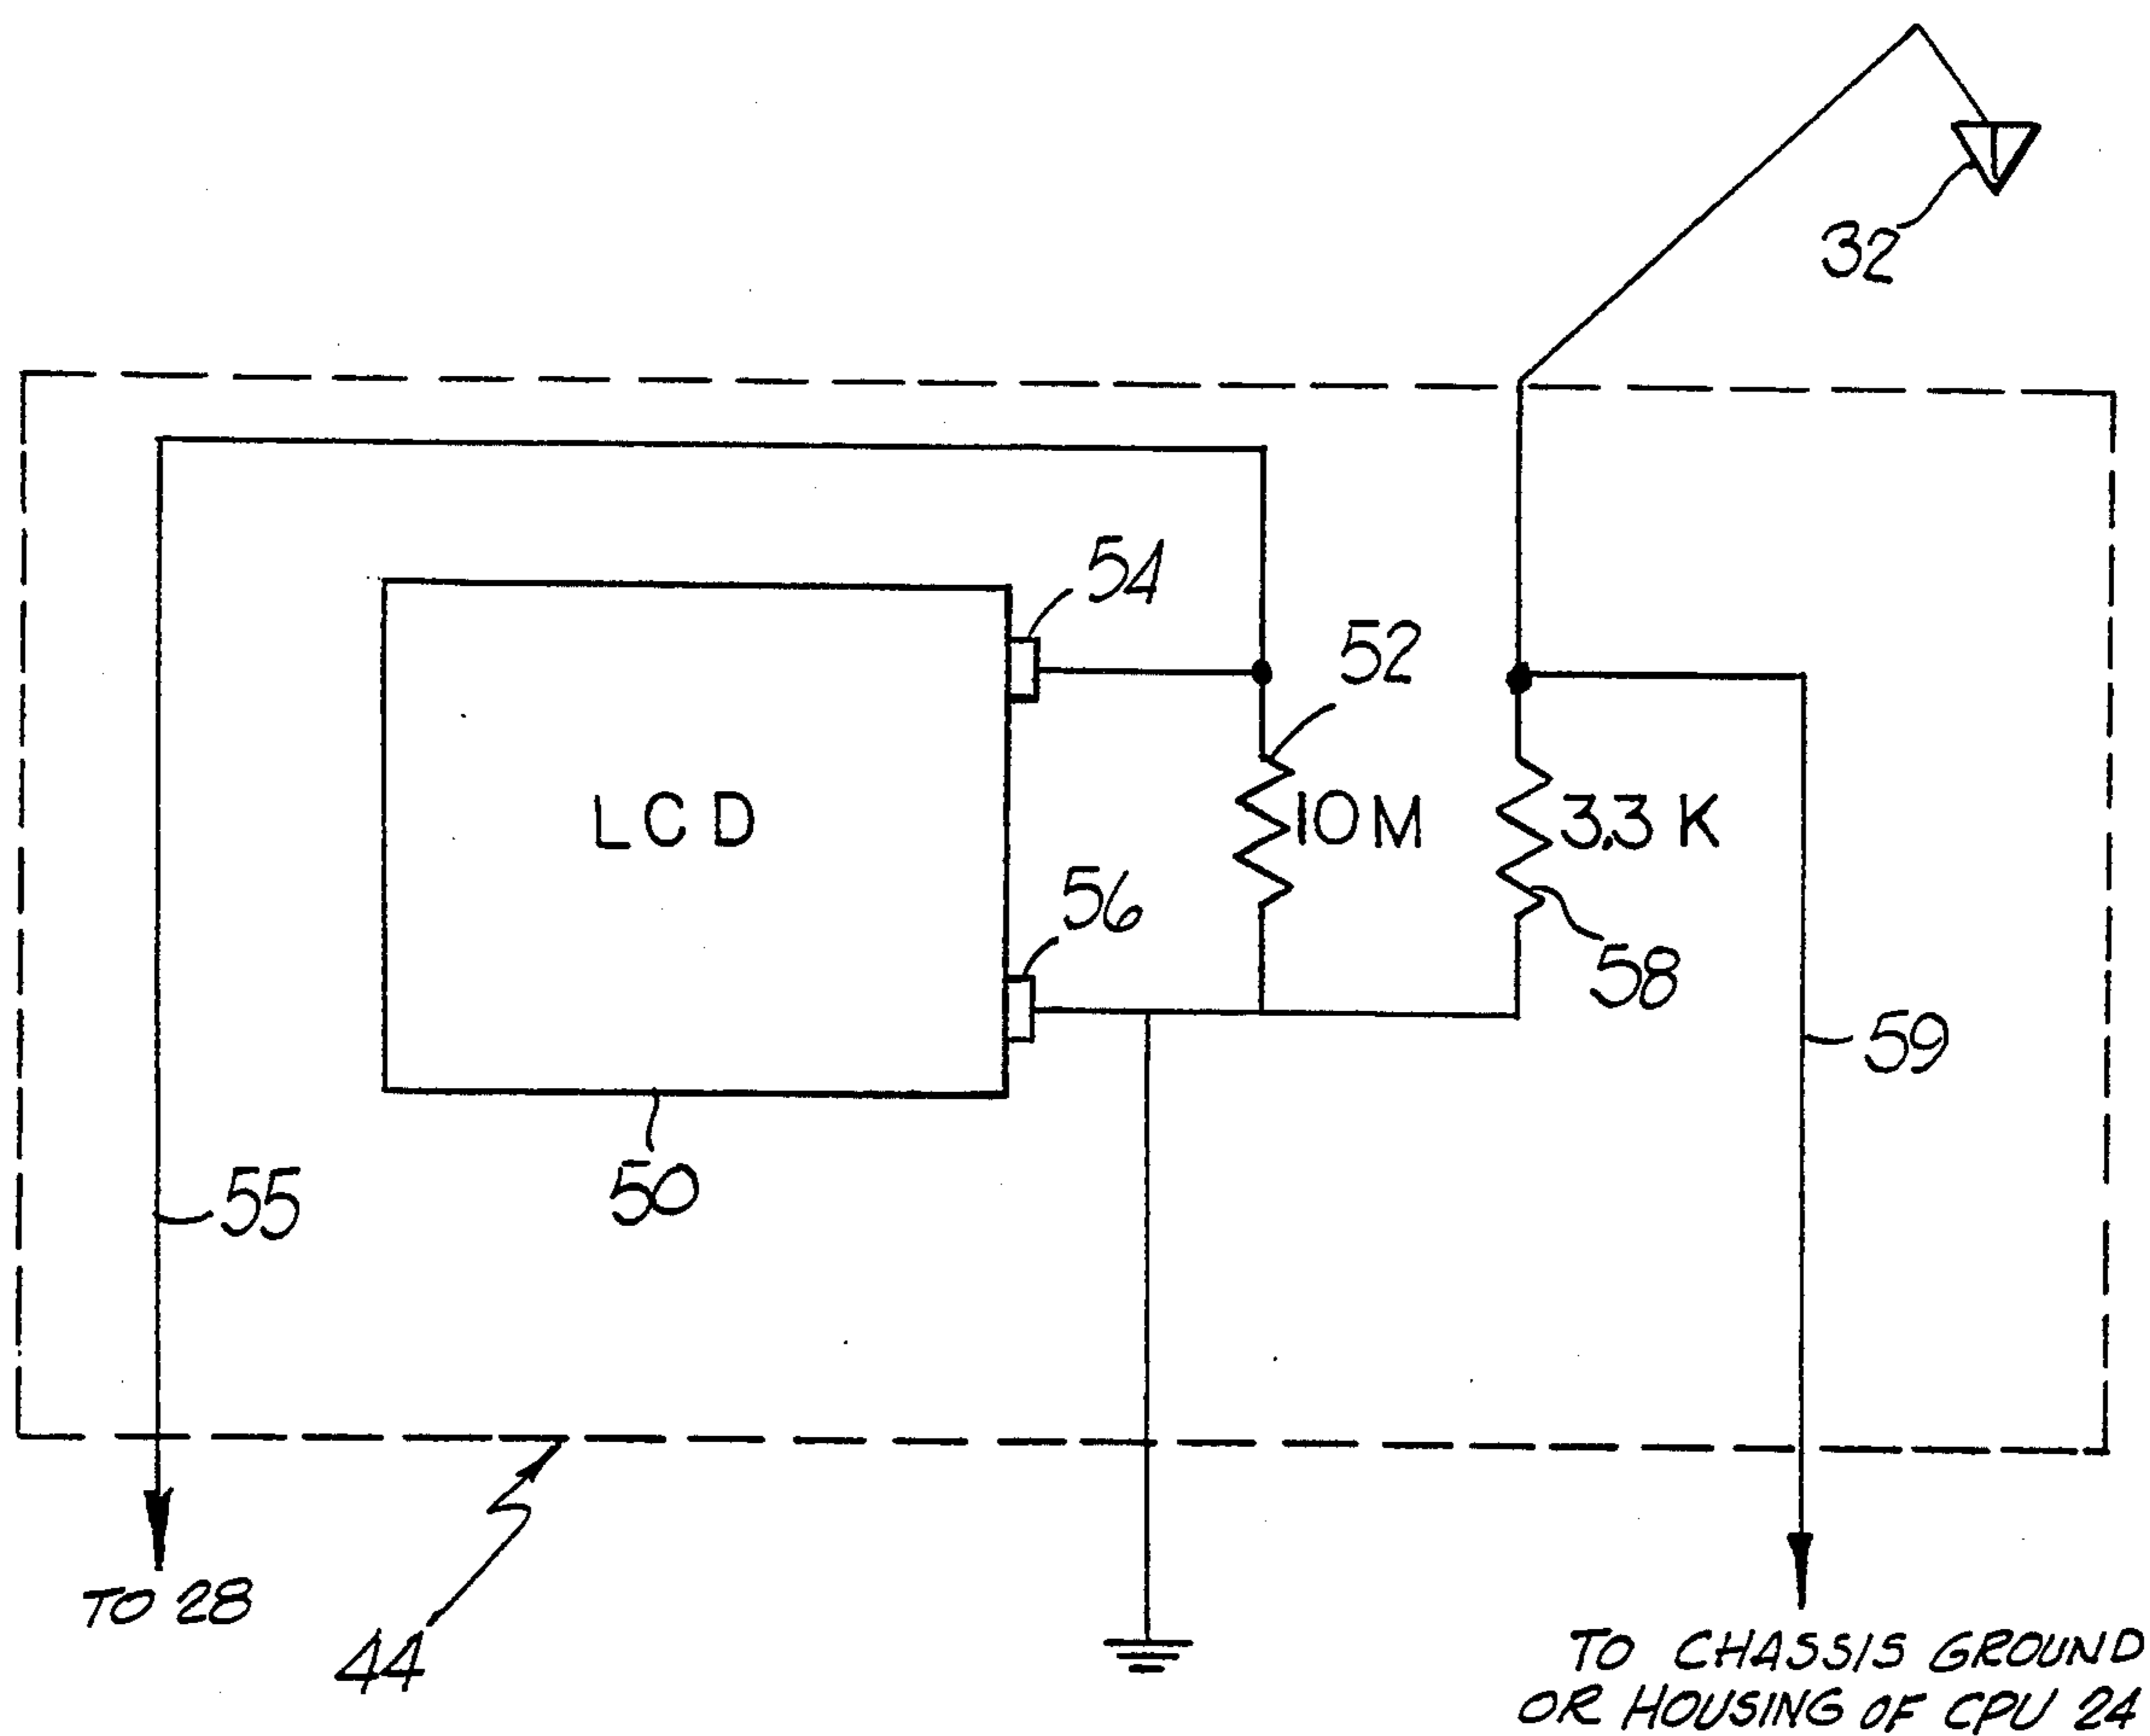 32
54
52
LCD
10M
3.3 K
56
58
59
50
55
TO 28
44
TO CHASSIS GROUND
OR HOUSING OF CPU 24